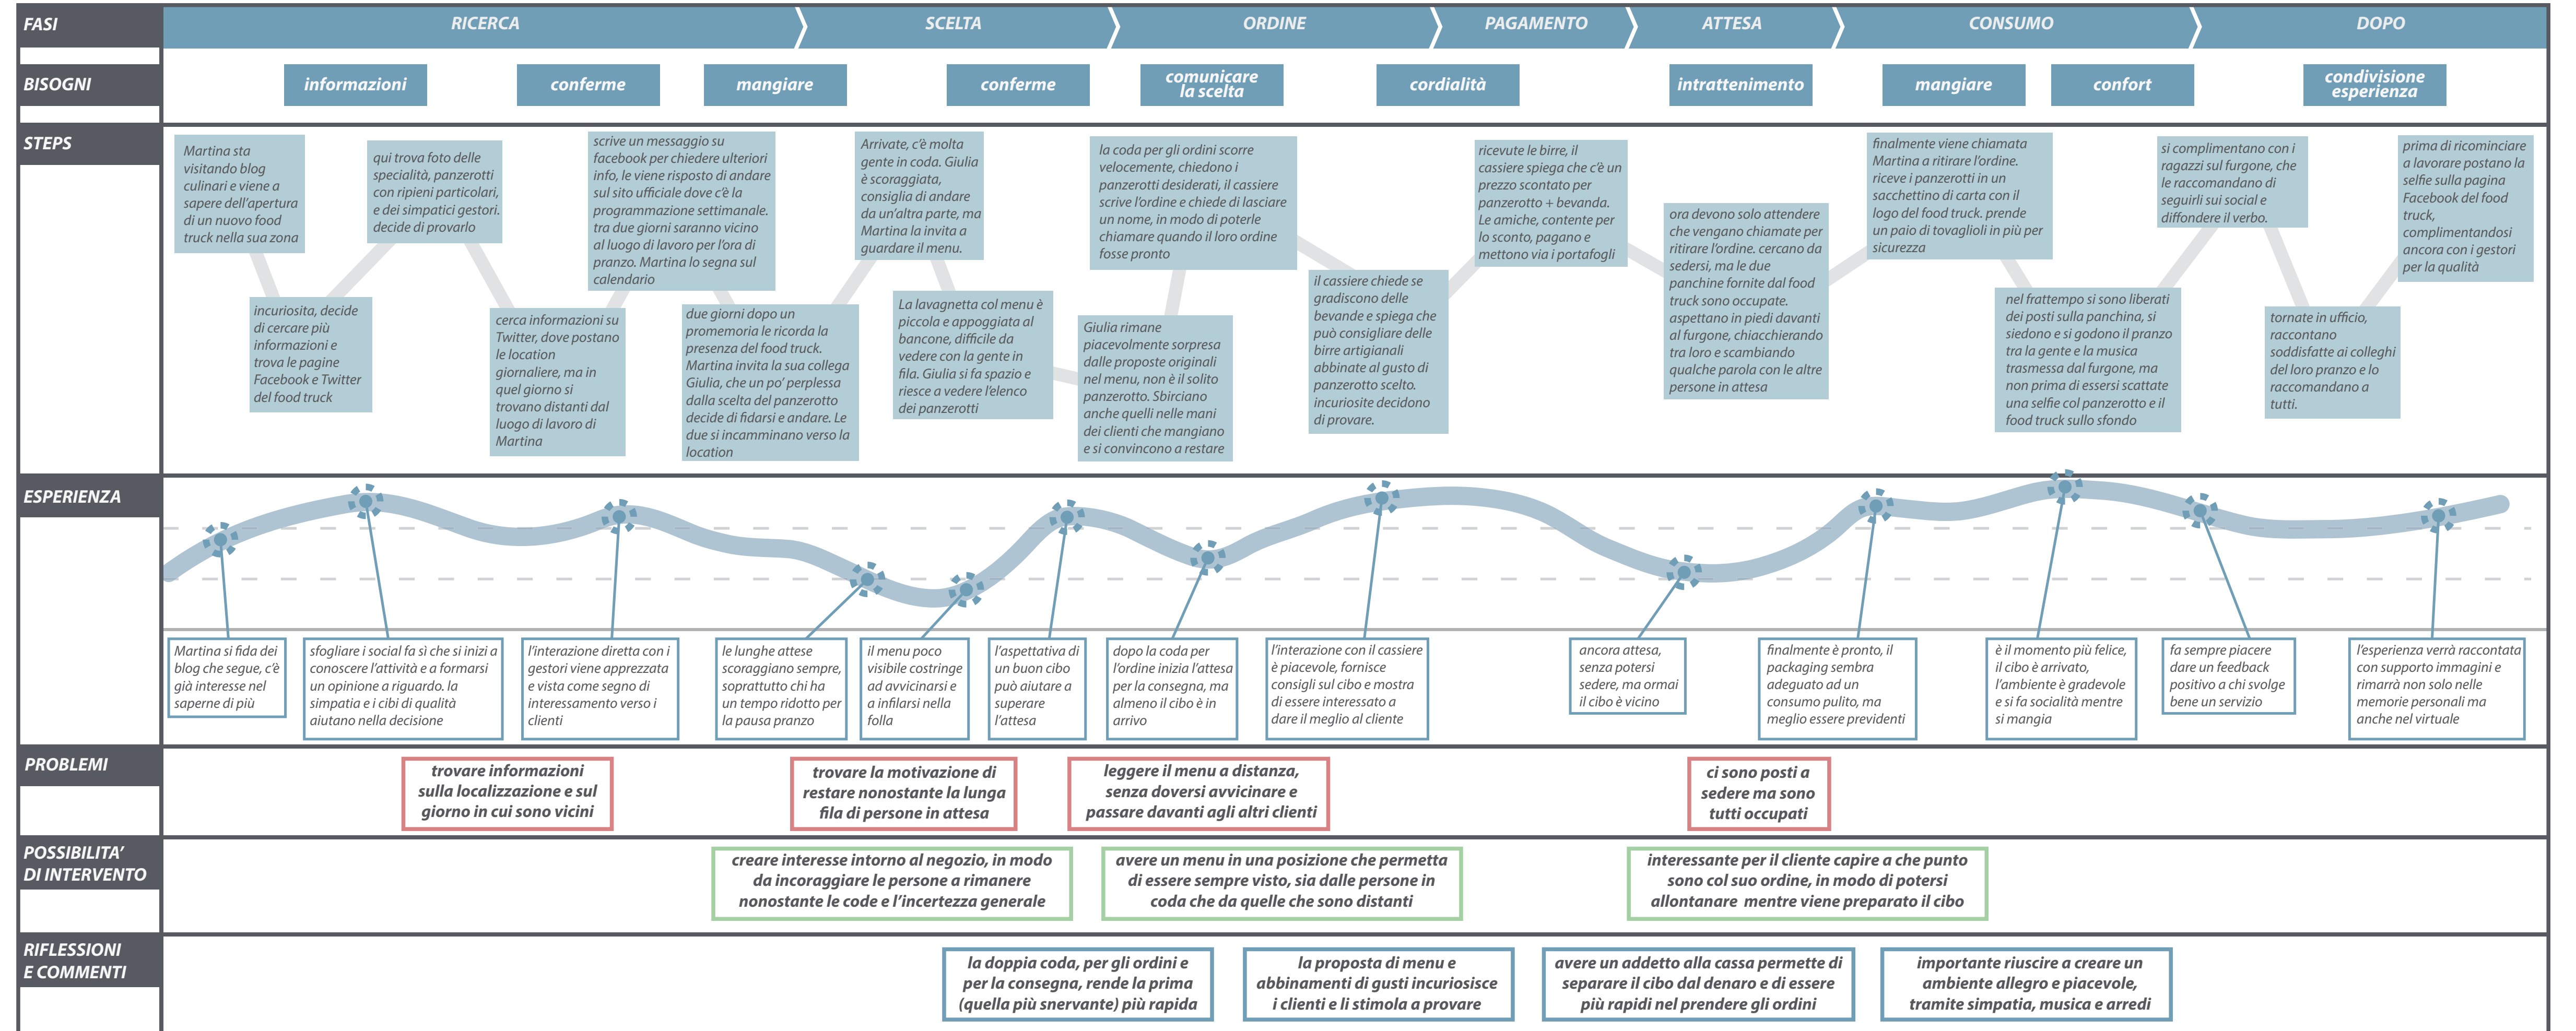 FASI
RICERCA
SCELTA
ORDINE
PAGAMENTO
ATTESA
CONSUMO
DOPO
BISOGNI
informazioni
conferme
mangiare
conferme
comunicare
la scelta
cordialità
intrattenimento
mangiare
confort
condivisione
esperienza
STEPS
Martina sta
visitando blog
culinari e viene a
sapere dell'apertura
di un nuovo food
truck nella sua zona
incuriosita, decide
di cercare più
informazioni e
trova le pagine
Facebook e Twitter
del food truck
qui trova foto delle
specialità, panzerotti
con ripieni particolari,
e dei simpatici gestori.
decide di provarlo
cerca informazioni su
Twitter, dove postano
le location
giornaliere, ma in
quel giorno si
trovano distanti dal
luogo di lavoro di
Martina
scrive un messaggio su
facebook per chiedere ulteriori
info, le viene risposto di andare
sul sito ufficiale dove c'è la
programmazione settimanale.
tra due giorni saranno vicino
al luogo di lavoro per l'ora di
pranzo. Martina lo segna sul
calendario
due giorni dopo un
promemoria le ricorda la
presenza del food truck.
Martina invita la sua collega
Giulia, che un po' perplessa
dalla scelta del panzerotto
decide di fidarsi e andare. Le
due si incamminano verso la
location
Arrivate, c'è molta
gente in coda. Giulia
è scoraggiata,
consiglia di andare
da un'altra parte, ma
Martina la invita a
guardare il menu.
La lavagnetta col menu è
piccola e appoggiata al
bancone, difficile da
vedere con la gente in
fila. Giulia si fa spazio e
riesce a vedere l'elenco
dei panzerotti
Giulia rimane
piacevolmente sorpresa
dalle proposte originali
nel menu, non è il solito
panzerotto. Sbirciano
anche quelli nelle mani
dei clienti che mangiano
e si convincono a restare
la coda per gli ordini scorre
velocemente, chiedono i
panzerotti desiderati, il cassiere
scrive l'ordine e chiede di lasciare
un nome, in modo di poterle
chiamare quando il loro ordine
fosse pronto
il cassiere chiede se
gradiscono delle
bevande e spiega che
può consigliare delle
birre artigianali
abbinate al gusto di
panzerotto scelto.
incuriosite decidono
di provare.
ricevute le birre, il
cassiere spiega che c'è un
prezzo scontato per
panzerotto + bevanda.
Le amiche, contente per
lo sconto, pagano e
mettono via i portafogli
ora devono solo attendere
che vengano chiamate per
ritirare l'ordine. cercano da
sedersi, ma le due
panchine fornite dal food
truck sono occupate.
aspettano in piedi davanti
al furgone, chiacchierando
tra loro e scambiando
qualche parola con le altre
persone in attesa
finalmente viene chiamata
Martina a ritirare l'ordine.
riceve i panzerotti in un
sacchettino di carta con il
logo del food truck. prende
un paio di tovaglioli in più per
sicurezza
nel frattempo si sono liberati
dei posti sulla panchina, si
siedono e si godono il pranzo
tra la gente e la musica
trasmessa dal furgone, ma
non prima di essersi scattate
una selfie col panzerotto e il
food truck sullo sfondo
si complimentano con i
ragazzi sul furgone, che
le raccomandano di
seguirli sui social e
diffondere il verbo.
tornate in ufficio,
raccontano
soddisfatte ai colleghi
del loro pranzo e lo
raccomandano a
tutti.
prima di ricominciare
a lavorare postano la
selfie sulla pagina
Facebook del food
truck,
complimentandosi
ancora con i gestori
per la qualità
ESPERIENZA
Martina si fida dei
blog che segue, c'è
già interesse nel
saperne di più
sfogliare i social fa sì che si inizi a
conoscere l'attività e a formarsi
un opinione a riguardo. la
simpatia e i cibi di qualità
aiutano nella decisione
l'interazione diretta con i
gestori viene apprezzata
e vista come segno di
interessamento verso i
clienti
le lunghe attese
scoraggiano sempre,
soprattutto chi ha
un tempo ridotto per
la pausa pranzo
il menu poco
visibile costringe
ad avvicinarsi e
a infilarsi nella
folla
l'aspettativa di
un buon cibo
può aiutare a
superare
l'attesa
dopo la coda per
l'ordine inizia l'attesa
per la consegna, ma
almeno il cibo è in
arrivo
l'interazione con il cassiere
è piacevole, fornisce
consigli sul cibo e mostra
di essere interessato a
dare il meglio al cliente
ancora attesa,
senza potersi
sedere, ma ormai
il cibo è vicino
finalmente è pronto, il
packaging sembra
adeguato ad un
consumo pulito, ma
meglio essere previdenti
è il momento più felice,
il cibo è arrivato,
l'ambiente è gradevole
e si fa socialità mentre
si mangia
fa sempre piacere
dare un feedback
positivo a chi svolge
bene un servizio
l'esperienza verrà raccontata
con supporto immagini e
rimarrà non solo nelle
memorie personali ma
anche nel virtuale
PROBLEMI
trovare informazioni
sulla localizzazione e sul
giorno in cui sono vicini
trovare la motivazione di
restare nonostante la lunga
fila di persone in attesa
leggere il menu a distanza,
senza doversi avvicinare e
passare davanti agli altri clienti
ci sono posti a
sedere ma sono
tutti occupati
POSSIBILITA'
DI INTERVENTO
creare interesse intorno al negozio, in modo
da incoraggiare le persone a rimanere
nonostante le code e l'incertezza generale
avere un menu in una posizione che permetta
di essere sempre visto, sia dalle persone in
coda che da quelle che sono distanti
interessante per il cliente capire a che punto
sono col suo ordine, in modo di potersi
allontanare mentre viene preparato il cibo
RIFLESSIONI
E COMMENTI
la doppia coda, per gli ordini e
per la consegna, rende la prima
(quella più snervante) più rapida
la proposta di menu e
abbinamenti di gusti incuriosisce
i clienti e li stimola a provare
avere un addetto alla cassa permette di
separare il cibo dal denaro e di essere
più rapidi nel prendere gli ordini
importante riuscire a creare un
ambiente allegro e piacevole,
tramite simpatia, musica e arredi